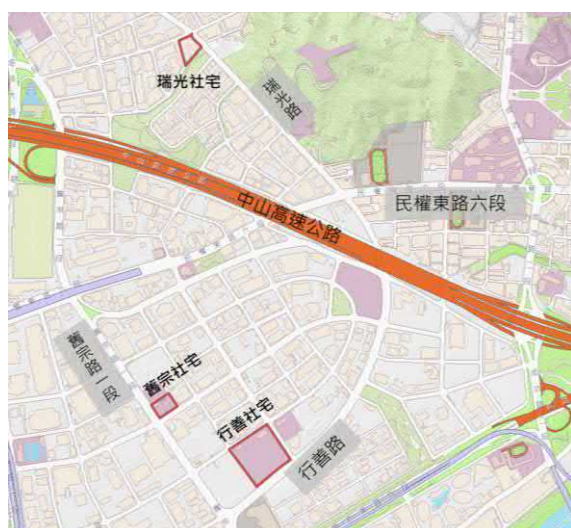 瑞光社宅
瑞光路
中山高速公路
民權東路六段
舊宗路一段
舊宗社宅
行善社宅
行善路